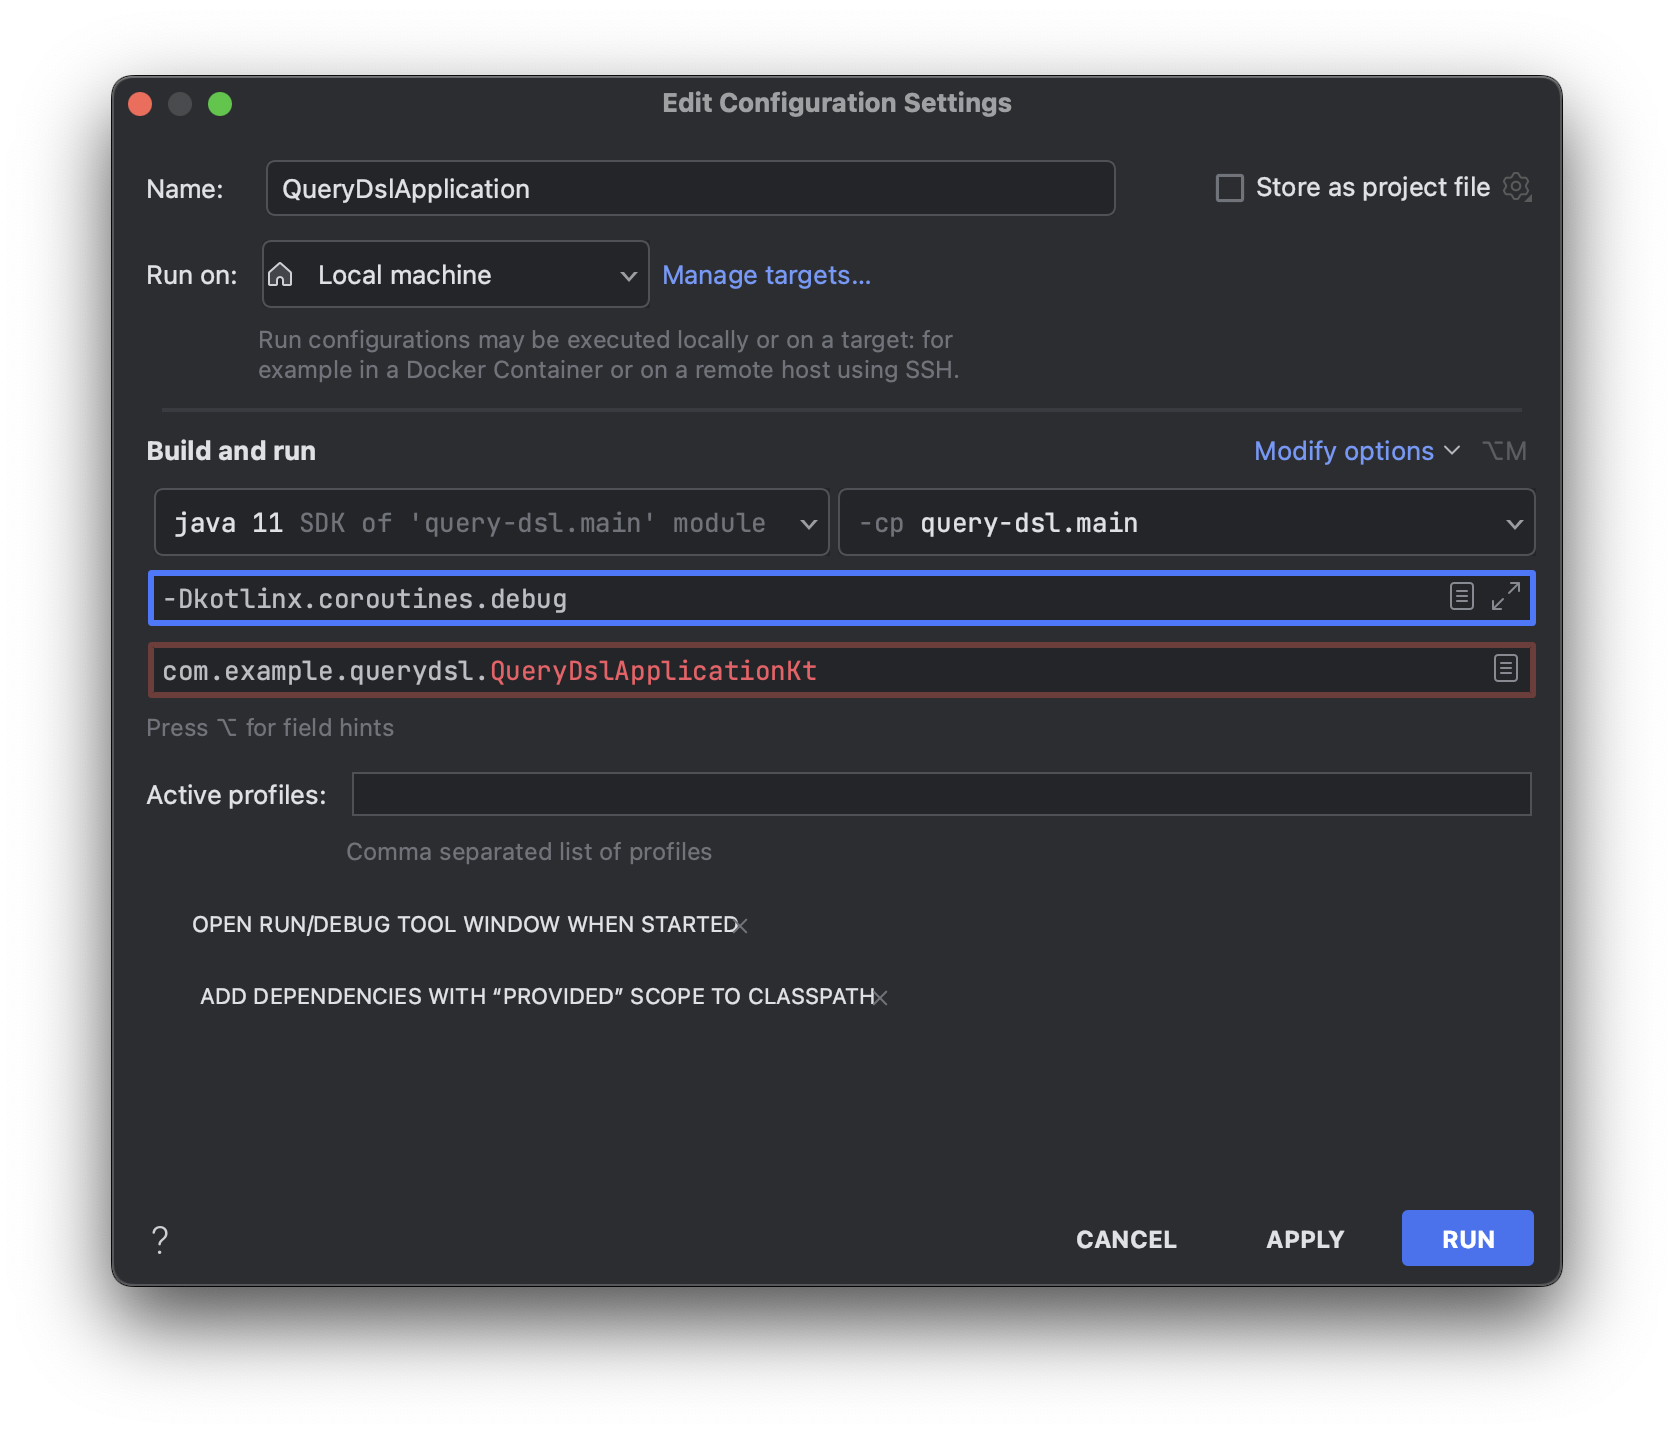 Edit Configuration Settings
Name: QueryDslApplication
Store as project file
Run on: Local machine Manage targets...
Run configurations may be executed locally or on a target: for
example in a Docker Container or on a remote host using SSH.
Build and run
Modify options ⌥M
java 11 SDK of 'query-dsl.main' module
-cp query-dsl.main
-Dkotlinx.coroutines.debug
com.example.querydsl.QueryDslApplicationKt
Press ⌥ for field hints
Active profiles:
Comma separated list of profiles
OPEN RUN/DEBUG TOOL WINDOW WHEN STARTED
ADD DEPENDENCIES WITH “PROVIDED” SCOPE TO CLASSPATH
? CANCEL APPLY RUN